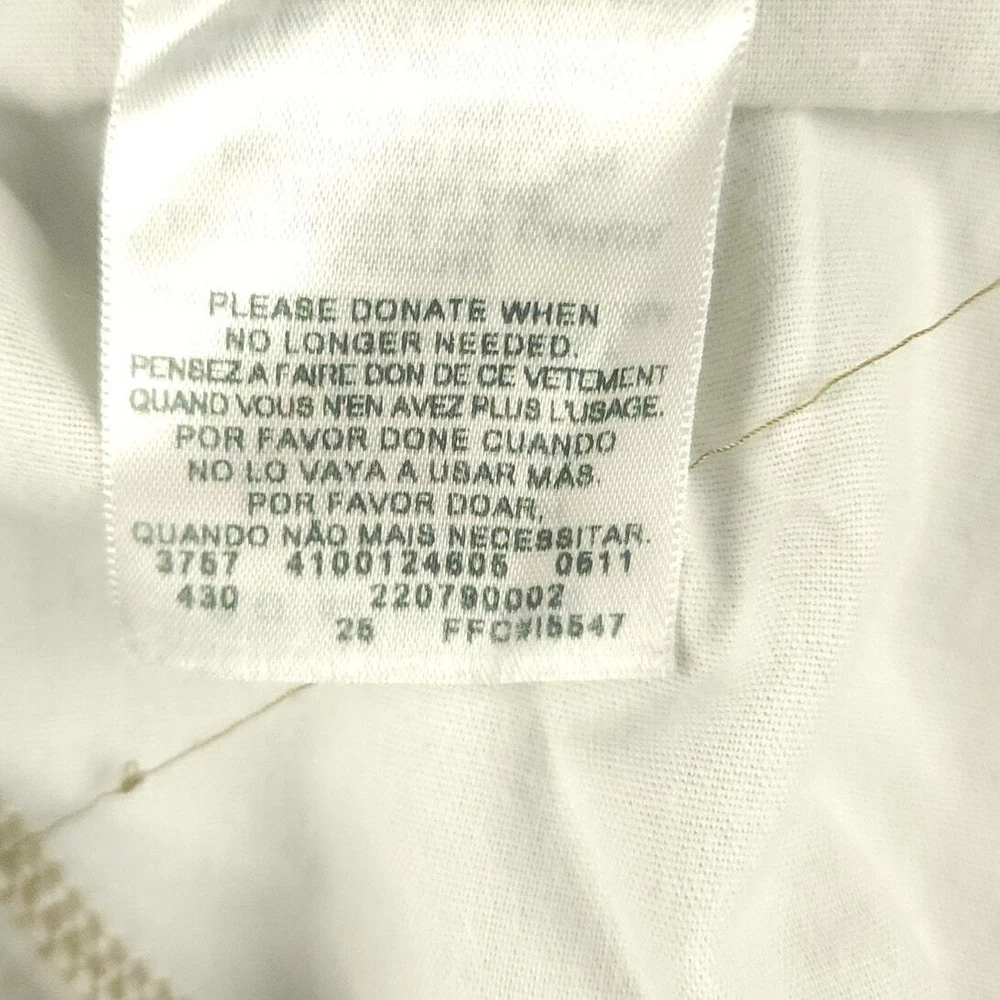 PLEASE DONATE WHEN
NO LONGER NEEDED.
PENSEZ A FAIRE DON DE CE VETEMENT
QUAND VOUS N'EN AVEZ PLUS L'USAGE.
POR FAVOR DONE CUANDO
NO LO VAYA A USAR MÁS.
POR FAVOR DOAR,
QUANDO NÃO MAIS NECESSITAR.
3757 4100124605 0611
430 220790002
25 FFC#15547